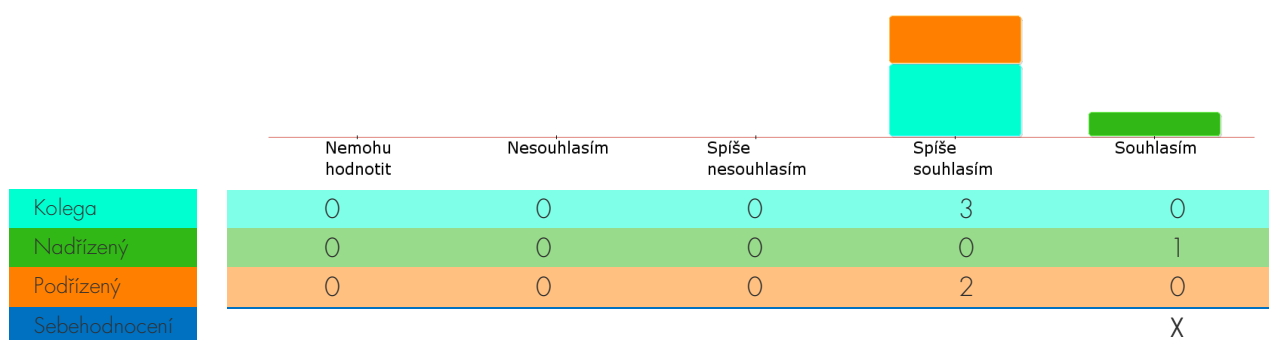 Nemohu hodnotit
Nesouhlasím
Spíše nesouhlasím
Spíše souhlasím
Souhlasím
Kolega 0 0 0 3 0
Nadřízený 0 0 0 0 1
Podřízený 0 0 0 2 0
Sebehodnocení X